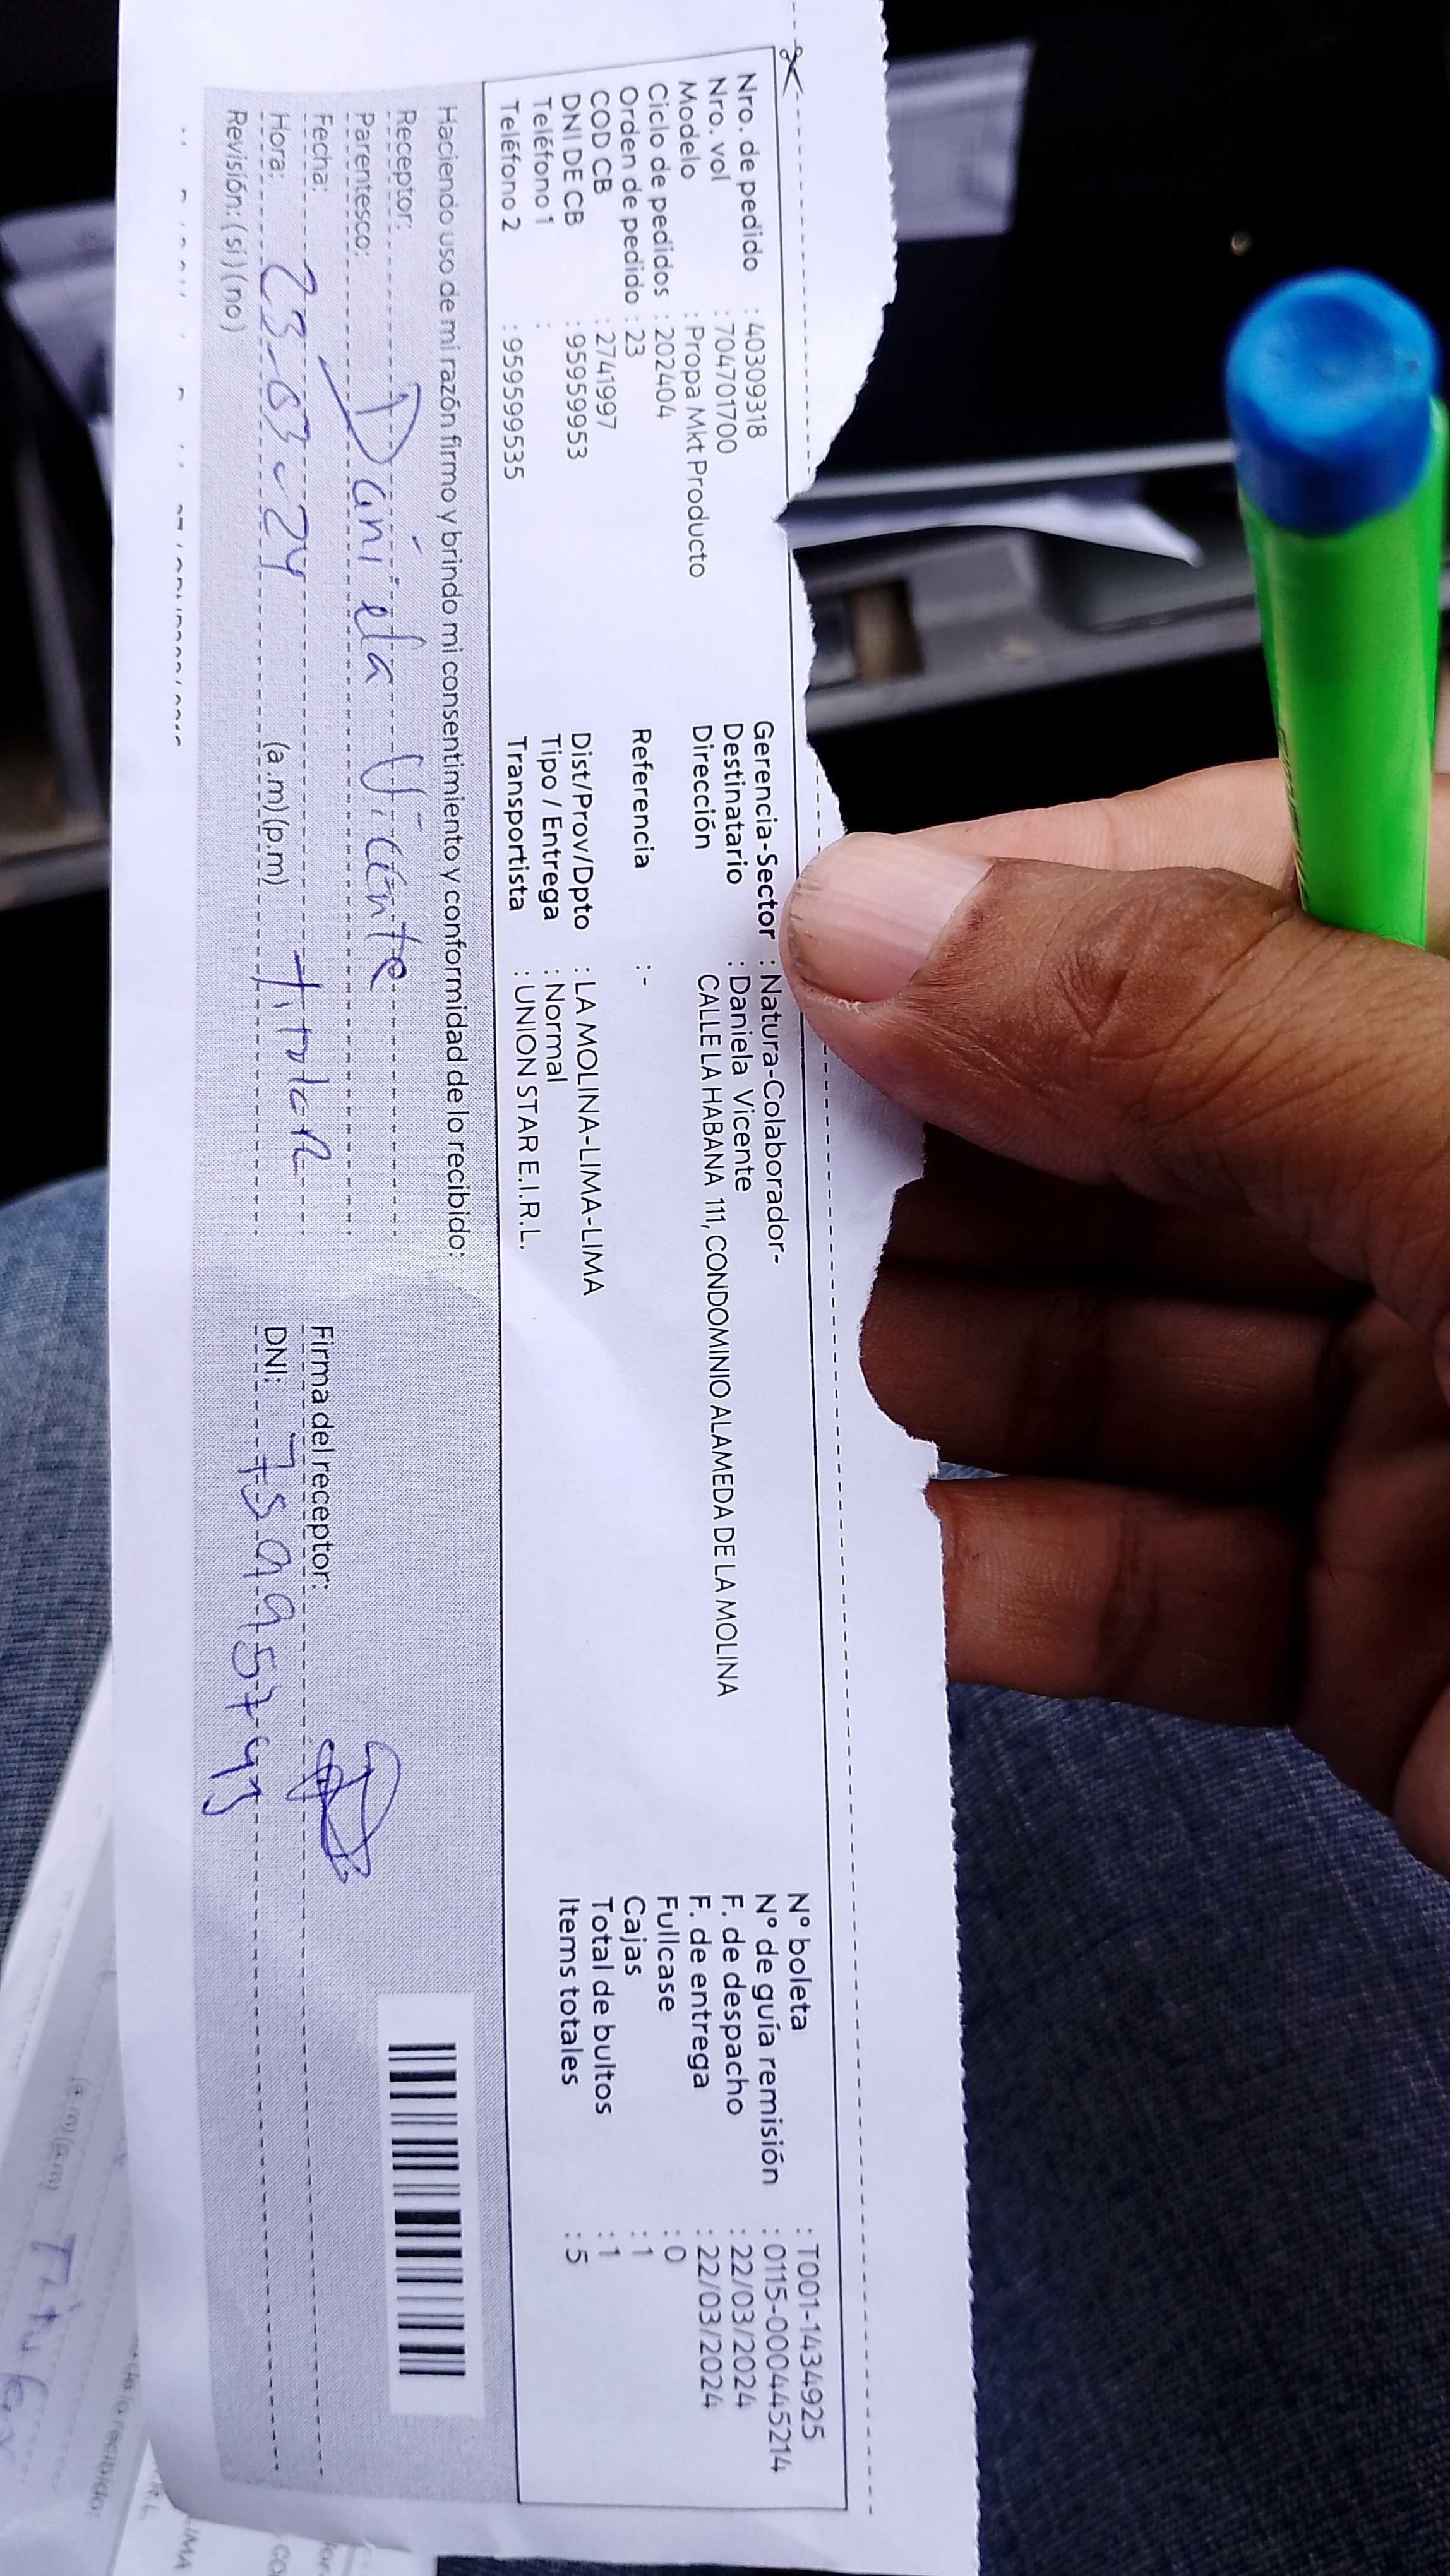 Nro. de pedido : 40309318
Nro. vol : 704701700
Modelo : Propa Mkt Producto
Ciclo de pedidos : 202404
Orden de pedido : 23
COD CB : 2741997
DNI DE CB : 959599953
Teléfono 1 :
Teléfono 2 : 959599535
Gerencia-Sector : Natura-Colaborador-
Destinatario : Daniela Vicente
Dirección CALLE LA HABANA 111, CONDOMINIO ALAMEDA DE LA MOLINA
Referencia : -
Dist/Prov/Dpto : LA MOLINA-LIMA-LIMA
Tipo / Entrega : Normal
Transportista : UNION STAR E.I.R.L.
N° boleta : T001-1434925
N° de guía remisión : 0115-000445214
F. de despacho : 22/03/2024
F. de entrega : 22/03/2024
Fullcase : 0
Cajas : 1
Total de bultos : 1
Items totales : 5
Haciendo uso de mi razón firmo y brindo mi consentimiento y conformidad de lo recibido:
Receptor: Daniela Vicente
Parentesco:
Fecha: Titular
Firma del receptor:
Hora: 23-03-24 (a.m)(p.m)
DNI:
Revisión: (si) (no)